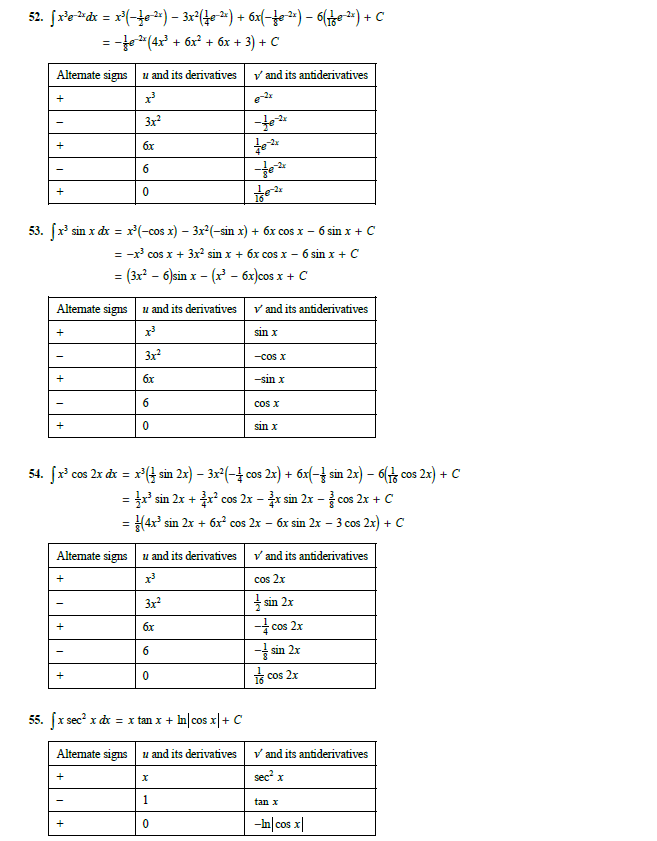 52. ∫x³e⁻²ˣdx = x³(−½e⁻²ˣ) − 3x²(¼e⁻²ˣ) + 6x(−⅛e⁻²ˣ) − 6(1/16 e⁻²ˣ) + C
= −⅛e⁻²ˣ(4x³ + 6x² + 6x + 3) + C
Alternate signs u and its derivatives v′ and its antiderivatives
+ x³ e⁻²ˣ
− 3x² −½e⁻²ˣ
+ 6x ¼e⁻²ˣ
− 6 −⅛e⁻²ˣ
+ 0 1/16 e⁻²ˣ
53. ∫x³ sin x dx = x³(−cos x) − 3x²(−sin x) + 6x cos x − 6 sin x + C
= −x³ cos x + 3x² sin x + 6x cos x − 6 sin x + C
= (3x² − 6)sin x − (x³ − 6x)cos x + C
Alternate signs u and its derivatives v′ and its antiderivatives
+ x³ sin x
− 3x² −cos x
+ 6x −sin x
− 6 cos x
+ 0 sin x
54. ∫x³ cos 2x dx = x³(½ sin 2x) − 3x²(−¼ cos 2x) + 6x(−⅛ sin 2x) − 6(1/16 cos 2x) + C
= ½x³ sin 2x + ¾x² cos 2x − ¾x sin 2x − ⅜ cos 2x + C
= ⅛(4x³ sin 2x + 6x² cos 2x − 6x sin 2x − 3 cos 2x) + C
Alternate signs u and its derivatives v′ and its antiderivatives
+ x³ cos 2x
− 3x² ½ sin 2x
+ 6x −¼ cos 2x
− 6 −⅛ sin 2x
+ 0 1/16 cos 2x
55. ∫x sec² x dx = x tan x + ln|cos x| + C
Alternate signs u and its derivatives v′ and its antiderivatives
+ x sec² x
− 1 tan x
+ 0 −ln|cos x|